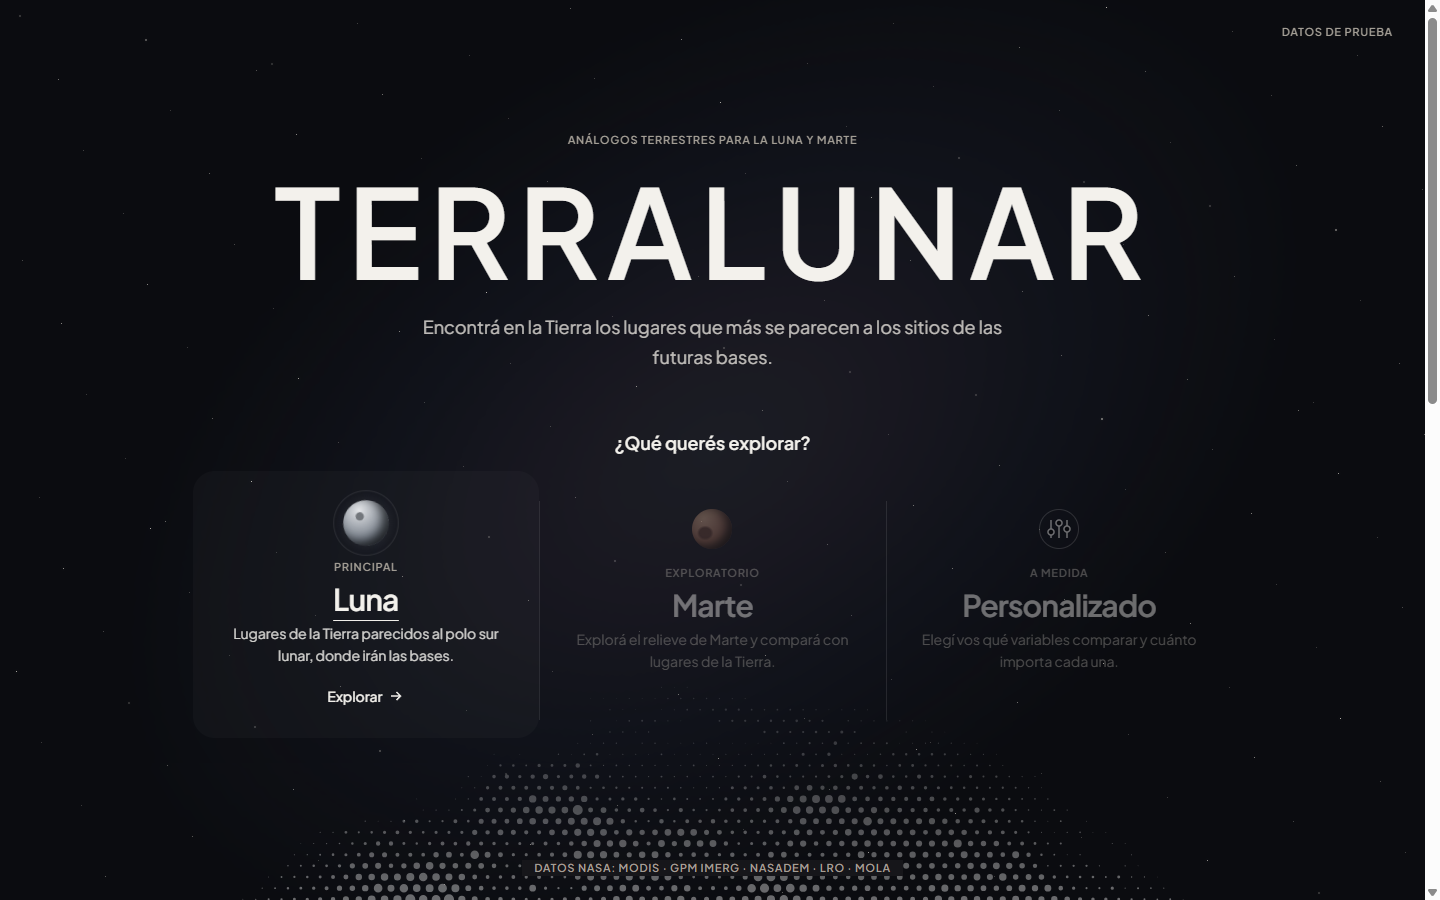 DATOS DE PRUEBA
ANÁLOGOS TERRESTRES PARA LA LUNA Y MARTE
TERRALUNAR
Encontrá en la Tierra los lugares que más se parecen a los sitios de las
futuras bases.
¿Qué querés explorar?
PRINCIPAL
Luna
Lugares de la Tierra parecidos al polo sur
lunar, donde irán las bases.
Explorar →
EXPLORATORIO
Marte
Explorá el relieve de Marte y compará con
lugares de la Tierra.
A MEDIDA
Personalizado
Elegí vos qué variables comparar y cuánto
importa cada una.
DATOS NASA: MODIS · GPM IMERG · NASADEM · LRO · MOLA